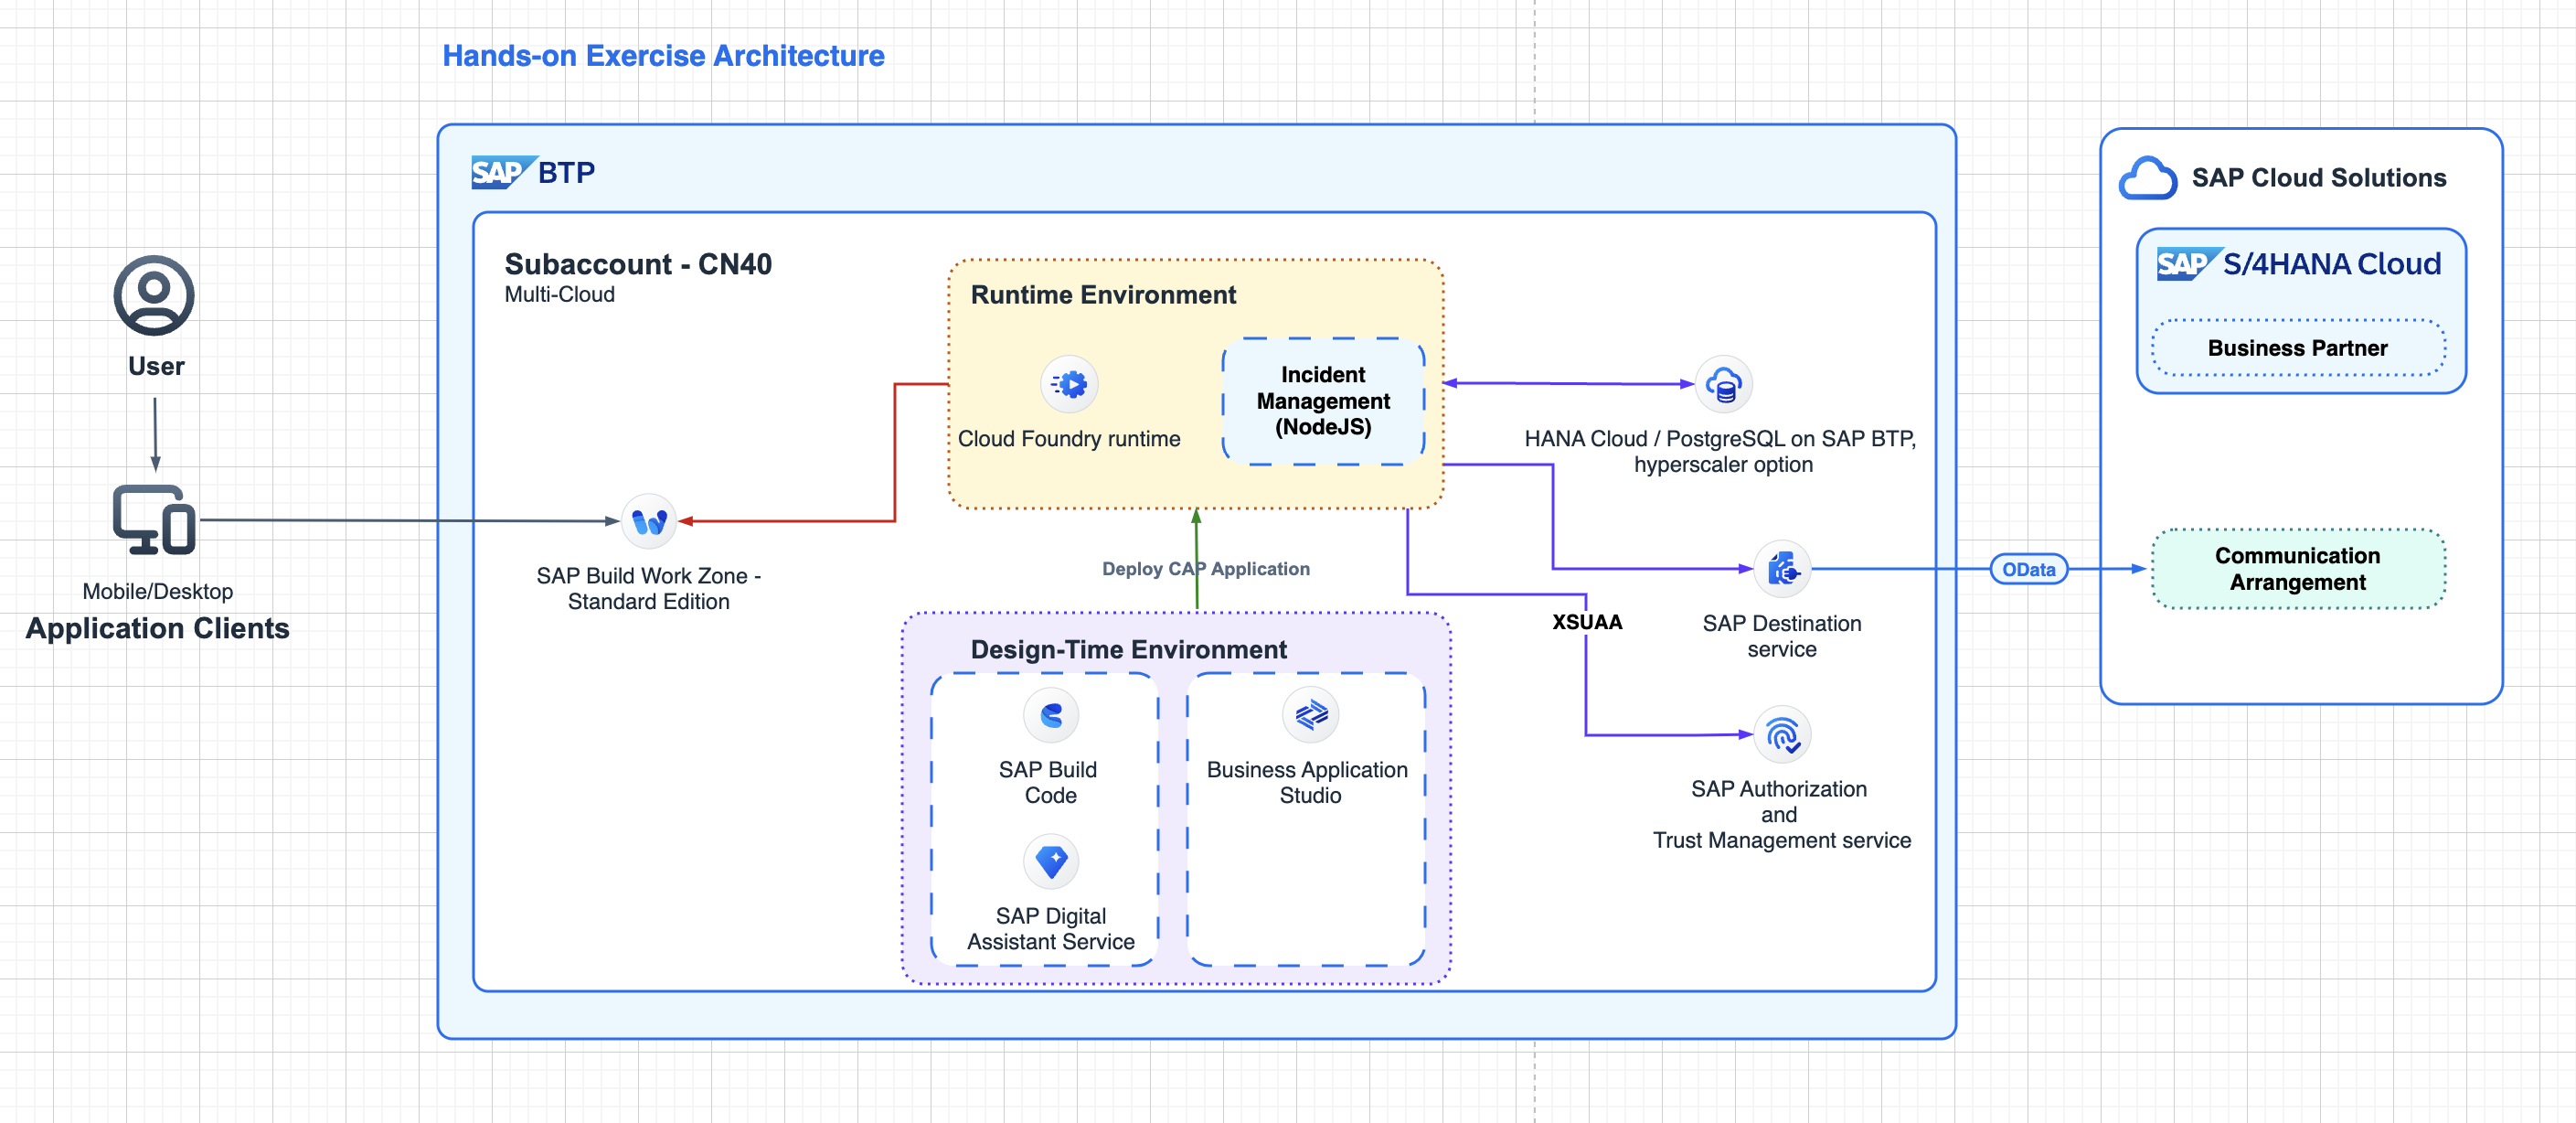 Hands-on Exercise Architecture
SAP BTP
Subaccount - CN40
Multi-Cloud
User
Mobile/Desktop
Application Clients
SAP Build Work Zone -
Standard Edition
Runtime Environment
Cloud Foundry runtime
Incident
Management
(NodeJS)
Deploy CAP Application
Design-Time Environment
SAP Build
Code
SAP Digital
Assistant Service
Business Application
Studio
HANA Cloud / PostgreSQL on SAP BTP,
hyperscaler option
SAP Destination
service
XSUAA
SAP Authorization
and
Trust Management service
OData
SAP Cloud Solutions
SAP S/4HANA Cloud
Business Partner
Communication
Arrangement